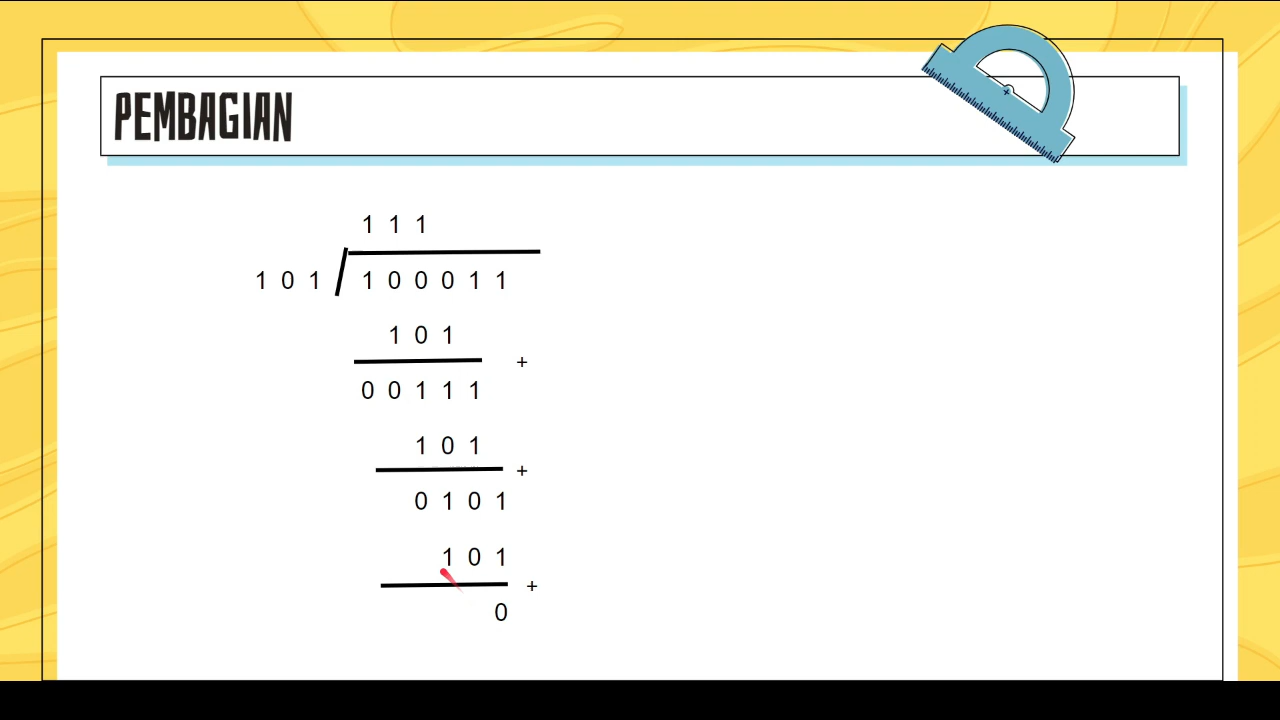 PEMBAGIAN
1 1 1
1 0 1 1 0 0 0 1 1
1 0 1
+
0 0 1 1 1
1 0 1
+
0 1 0 1
1 0 1
+
0